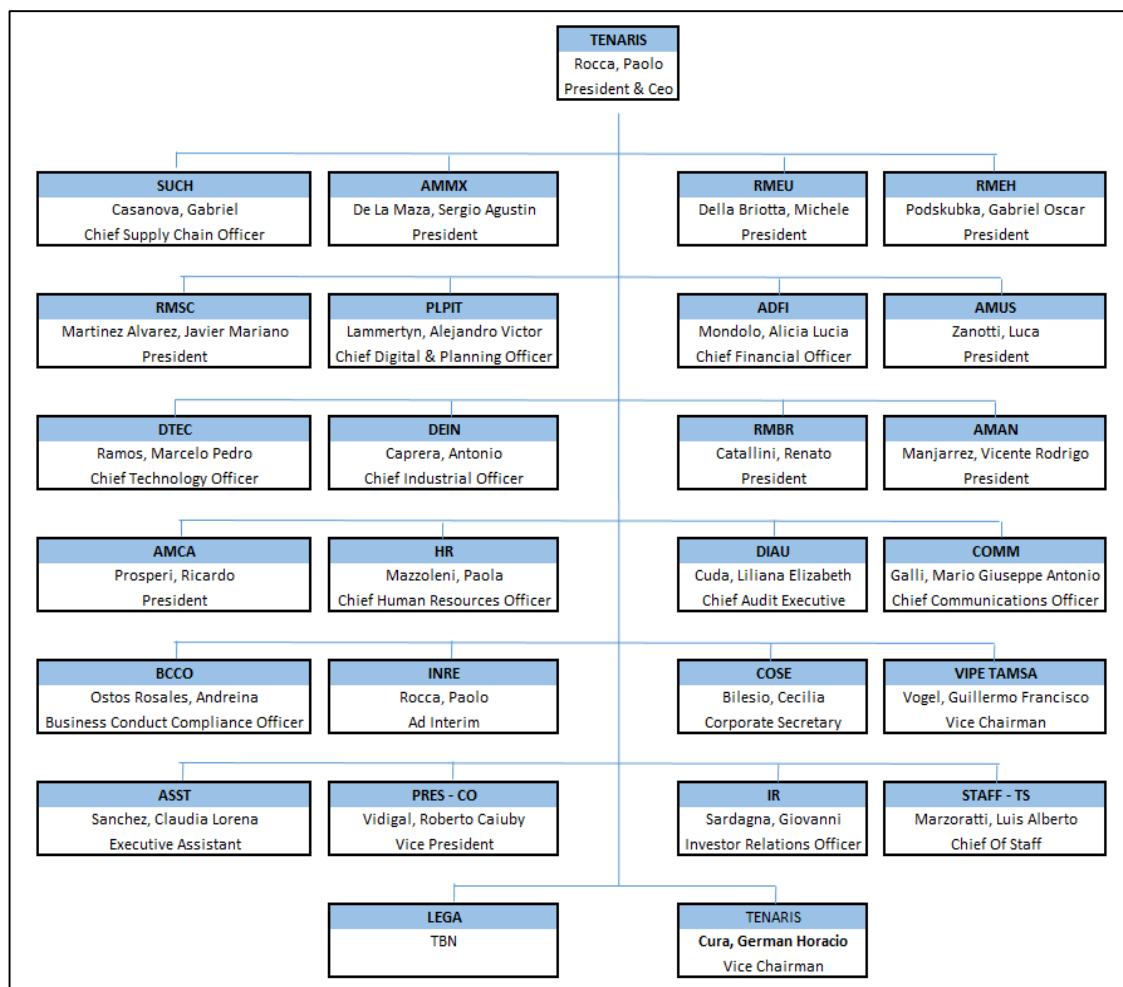 TENARIS
Rocca, Paolo
President & Ceo
SUCH
Casanova, Gabriel
Chief Supply Chain Officer
AMMX
De La Maza, Sergio Agustin
President
RMEU
Della Briotta, Michele
President
RMEH
Podskubka, Gabriel Oscar
President
RMSC
Martinez Alvarez, Javier Mariano
President
PLPIT
Lammertyn, Alejandro Victor
Chief Digital & Planning Officer
ADFI
Mondolo, Alicia Lucia
Chief Financial Officer
AMUS
Zanotti, Luca
President
DTEC
Ramos, Marcelo Pedro
Chief Technology Officer
DEIN
Caprera, Antonio
Chief Industrial Officer
RMBR
Catallini, Renato
President
AMAN
Manjarrez, Vicente Rodrigo
President
AMCA
Prosperi, Ricardo
President
HR
Mazzoleni, Paola
Chief Human Resources Officer
DIAU
Cuda, Liliana Elizabeth
Chief Audit Executive
COMM
Galli, Mario Giuseppe Antonio
Chief Communications Officer
BCCO
Ostos Rosales, Andreina
Business Conduct Compliance Officer
INRE
Rocca, Paolo
Ad Interim
COSE
Bilesio, Cecilia
Corporate Secretary
VIPE TAMSA
Vogel, Guillermo Francisco
Vice Chairman
ASST
Sanchez, Claudia Lorena
Executive Assistant
PRES - CO
Vidigal, Roberto Caiuby
Vice President
IR
Sardagna, Giovanni
Investor Relations Officer
STAFF - TS
Marzoratti, Luis Alberto
Chief Of Staff
LEGA
TBN
TENARIS
Cura, German Horacio
Vice Chairman